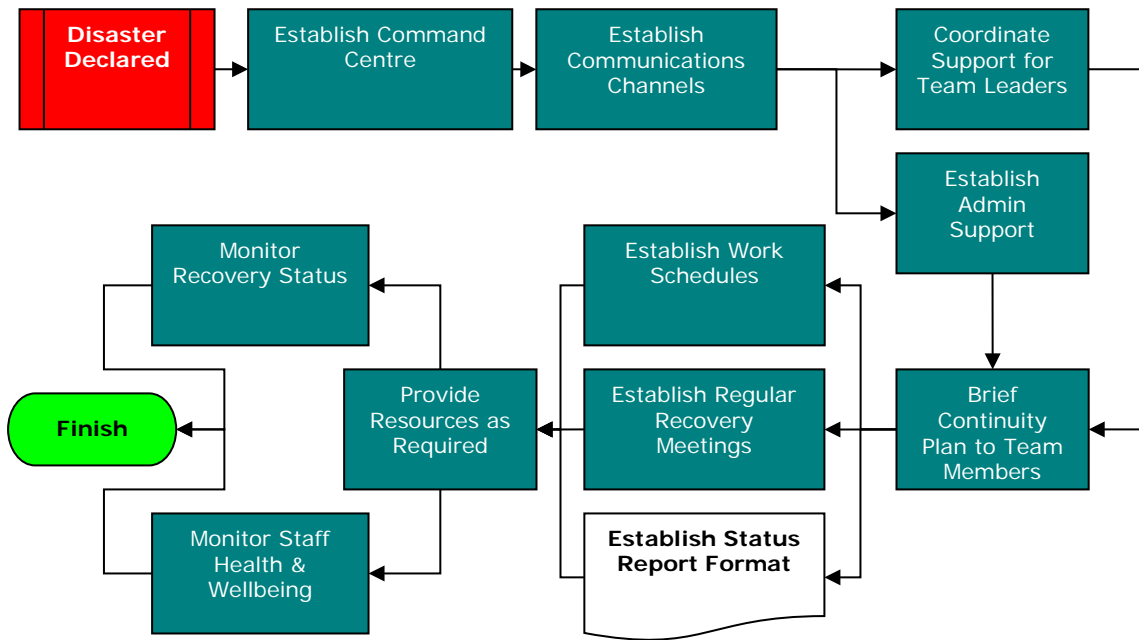 Disaster
Declared
Establish Command
Centre
Establish
Communications
Channels
Coordinate
Support for
Team Leaders
Establish
Admin
Support
Monitor
Recovery Status
Establish Work
Schedules
Finish
Provide
Resources as
Required
Establish Regular
Recovery
Meetings
Brief
Continuity
Plan to Team
Members
Monitor Staff
Health &
Wellbeing
Establish Status
Report Format